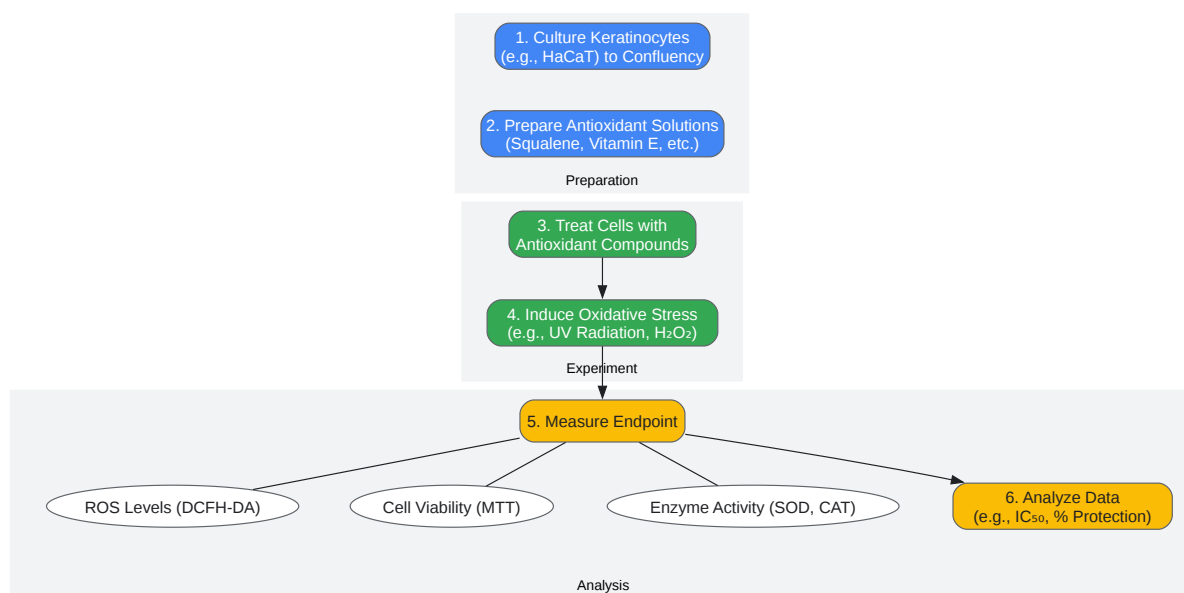 1. Culture Keratinocytes
(e.g., HaCaT) to Confluency
2. Prepare Antioxidant Solutions
(Squalene, Vitamin E, etc.)
Preparation
3. Treat Cells with
Antioxidant Compounds
4. Induce Oxidative Stress
(e.g., UV Radiation, H₂O₂)
Experiment
5. Measure Endpoint
ROS Levels (DCFH-DA)
Cell Viability (MTT)
Enzyme Activity (SOD, CAT)
6. Analyze Data
(e.g., IC₅₀, % Protection)
Analysis